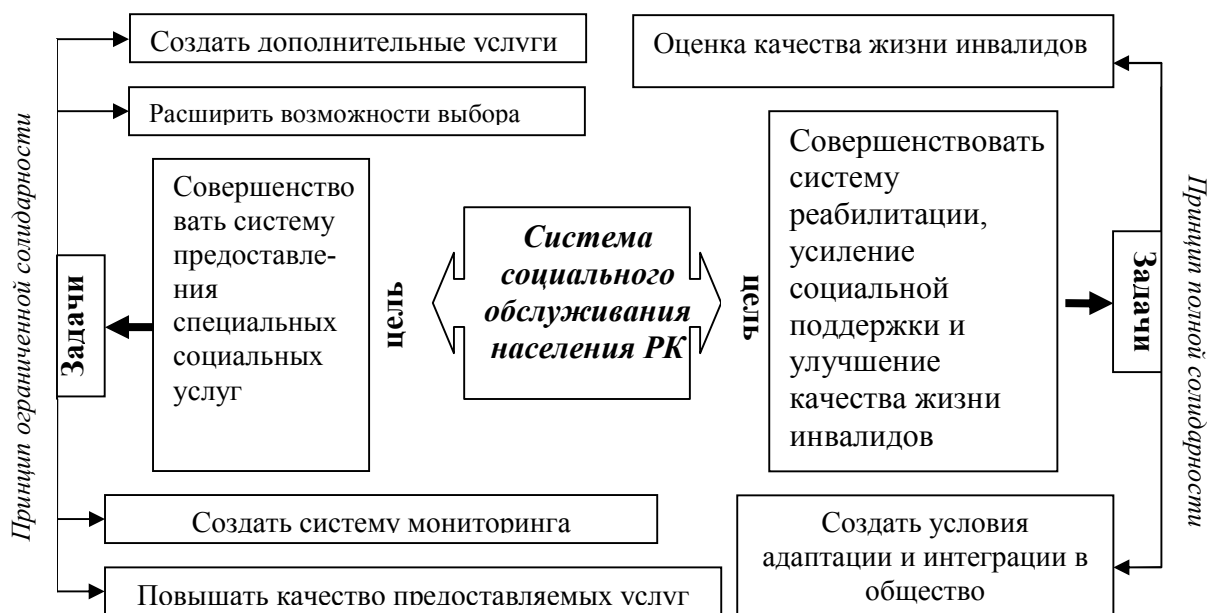 Принцип ограниченной солидарности
Создать дополнительные услуги
Расширить возможности выбора
Задачи
Совершенство
вать систему
предоставле-
ния
специальных
социальных
услуг
цель
Создать систему мониторинга
Повышать качество предоставляемых услуг
Система
социального
обслуживания
населения РК
цель
Оценка качества жизни инвалидов
Совершенствовать
систему
реабилитации,
усиление
социальной
поддержки и
улучшение
качества жизни
инвалидов
Задачи
Создать условия
адаптации и интеграции в
общество
Принцип полной солидарности